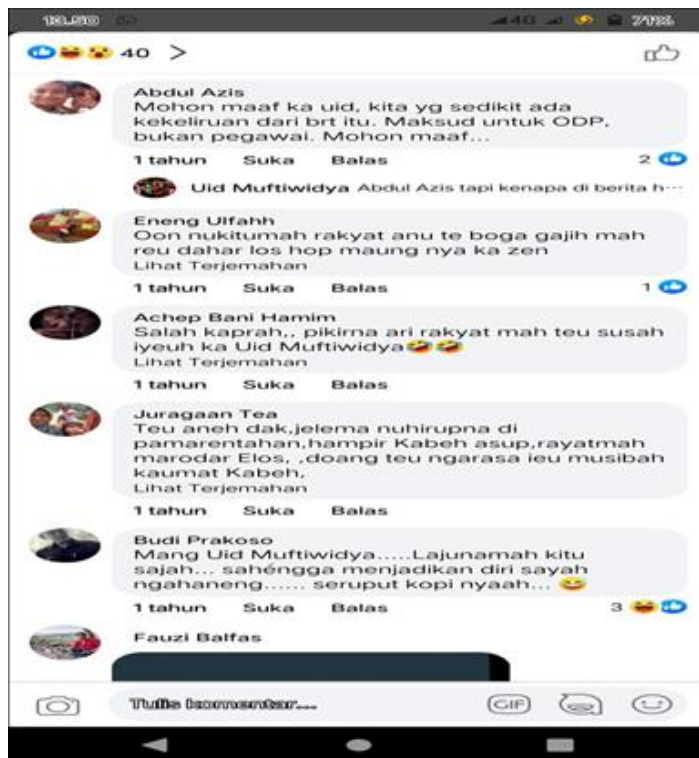 40 >
Abdul Azis
Mohon maaf ka uid, kita yg sedikit ada
kekeliruan dari brt itu. Maksud untuk ODP,
bukan pegawai. Mohon maaf...
1 tahun Suka Balas 2
Uid Muftiwidya Abdul Azis tapi kenapa di berita h...
Eneng Ulfahh
Oon nukitumah rakyat anu te boga gajih mah
reu dahar los hop maung nya ka zen
Lihat Terjemahan
1 tahun Suka Balas 1
Achep Bani Hamim
Salah kaprah,, pikirna ari rakyat mah teu susah
iyeuh ka Uid Muftiwidya🤣🤣
Lihat Terjemahan
1 tahun Suka Balas
Juragaan Tea
Teu aneh dak,jelema nuhirupna di
pamarentahan,hampir Kabeh asup,rayatmah
marodar Elos, ,doang teu ngarasa ieu musibah
kaumat Kabeh,
Lihat Terjemahan
1 tahun Suka Balas
Budi Prakoso
Mang Uid Muftiwidya.....Lajunamah kitu
sajah... sahéngga menjadikan diri sayah
ngahaneng...... seruput kopi nyaah... 😄
1 tahun Suka Balas 3
Fauzi Balfas
Tulis komentar...
GIF